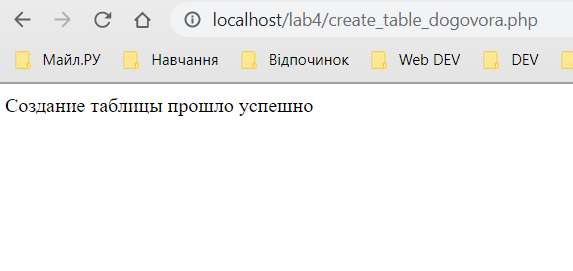 localhost/lab4/create_table_dogovora.php
Майл.РУ Навчання Відпочинок Web DEV DEV
Создание таблицы прошло успешно